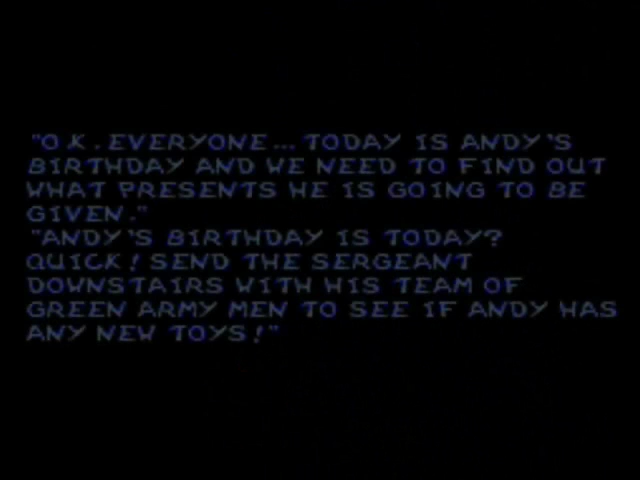 "O.K. EVERYONE... TODAY IS ANDY'S
BIRTHDAY AND WE NEED TO FIND OUT
WHAT PRESENTS HE IS GOING TO BE
GIVEN."
"ANDY'S BIRTHDAY IS TODAY?
QUICK! SEND THE SERGEANT
DOWNSTAIRS WITH HIS TEAM OF
GREEN ARMY MEN TO SEE IF ANDY HAS
ANY NEW TOYS!"